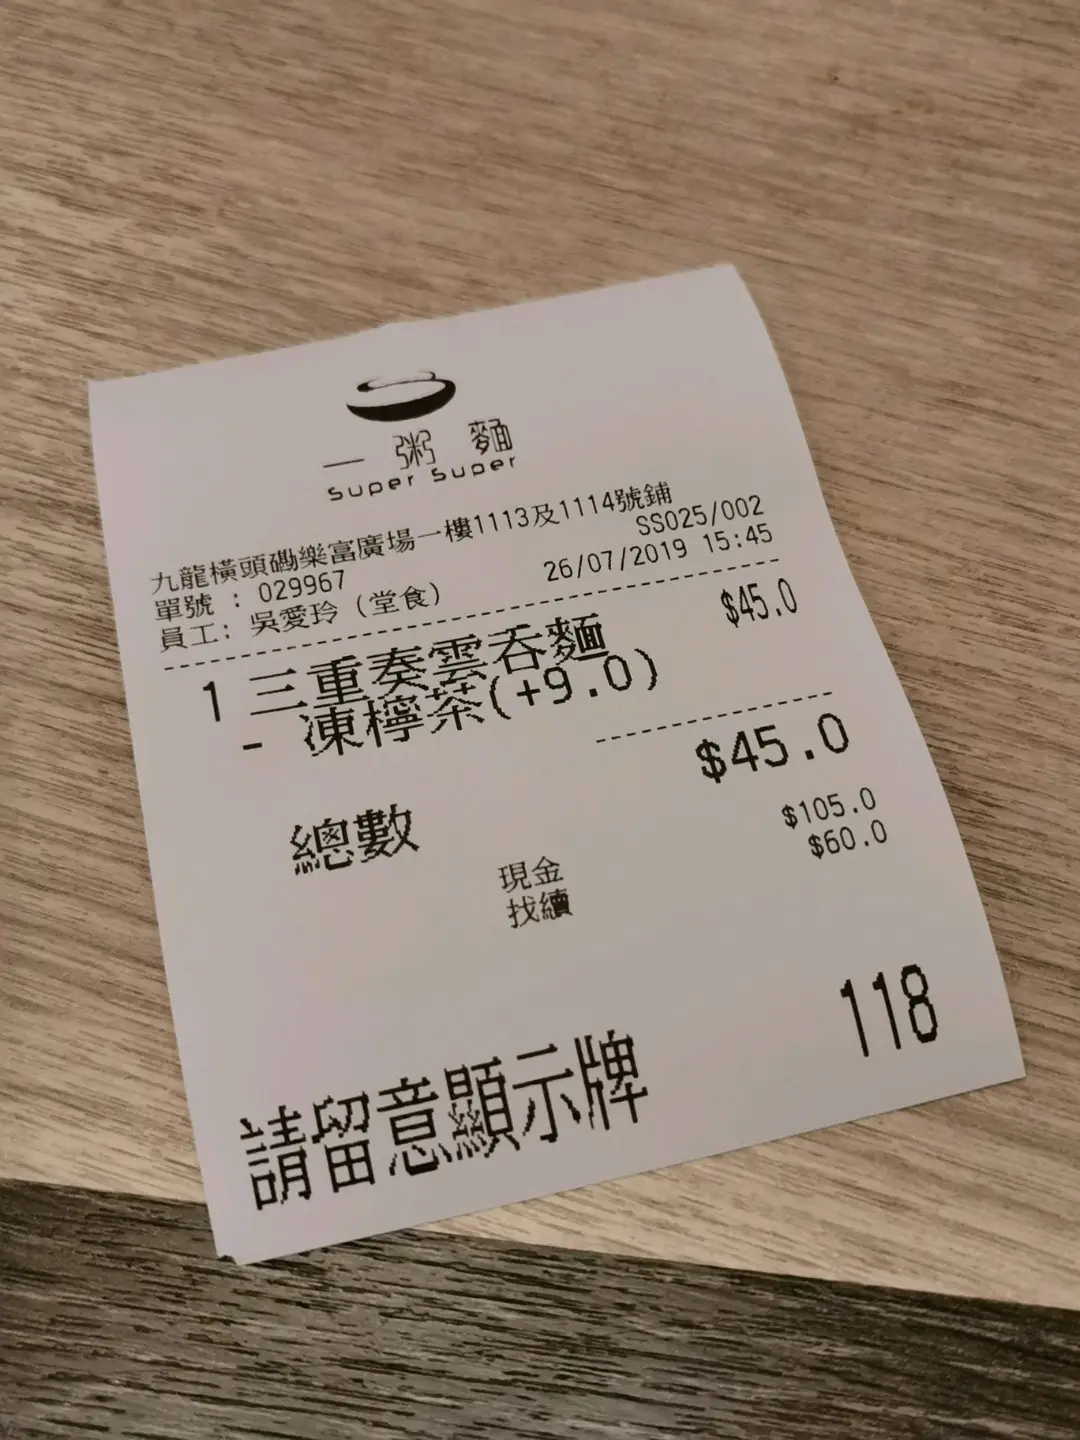 一粥麵
Super Super
九龍橫頭磡樂富廣場一樓1113及1114號鋪
單號 : 029967 SS025/002
員工: 吳愛玲 (堂食) 26/07/2019 15:45
1 三重奏雲呑麵 $45.0
- 凍檸茶(+9.0)
總數 $45.0
現金 $105.0
找續 $60.0
請留意顯示牌 118